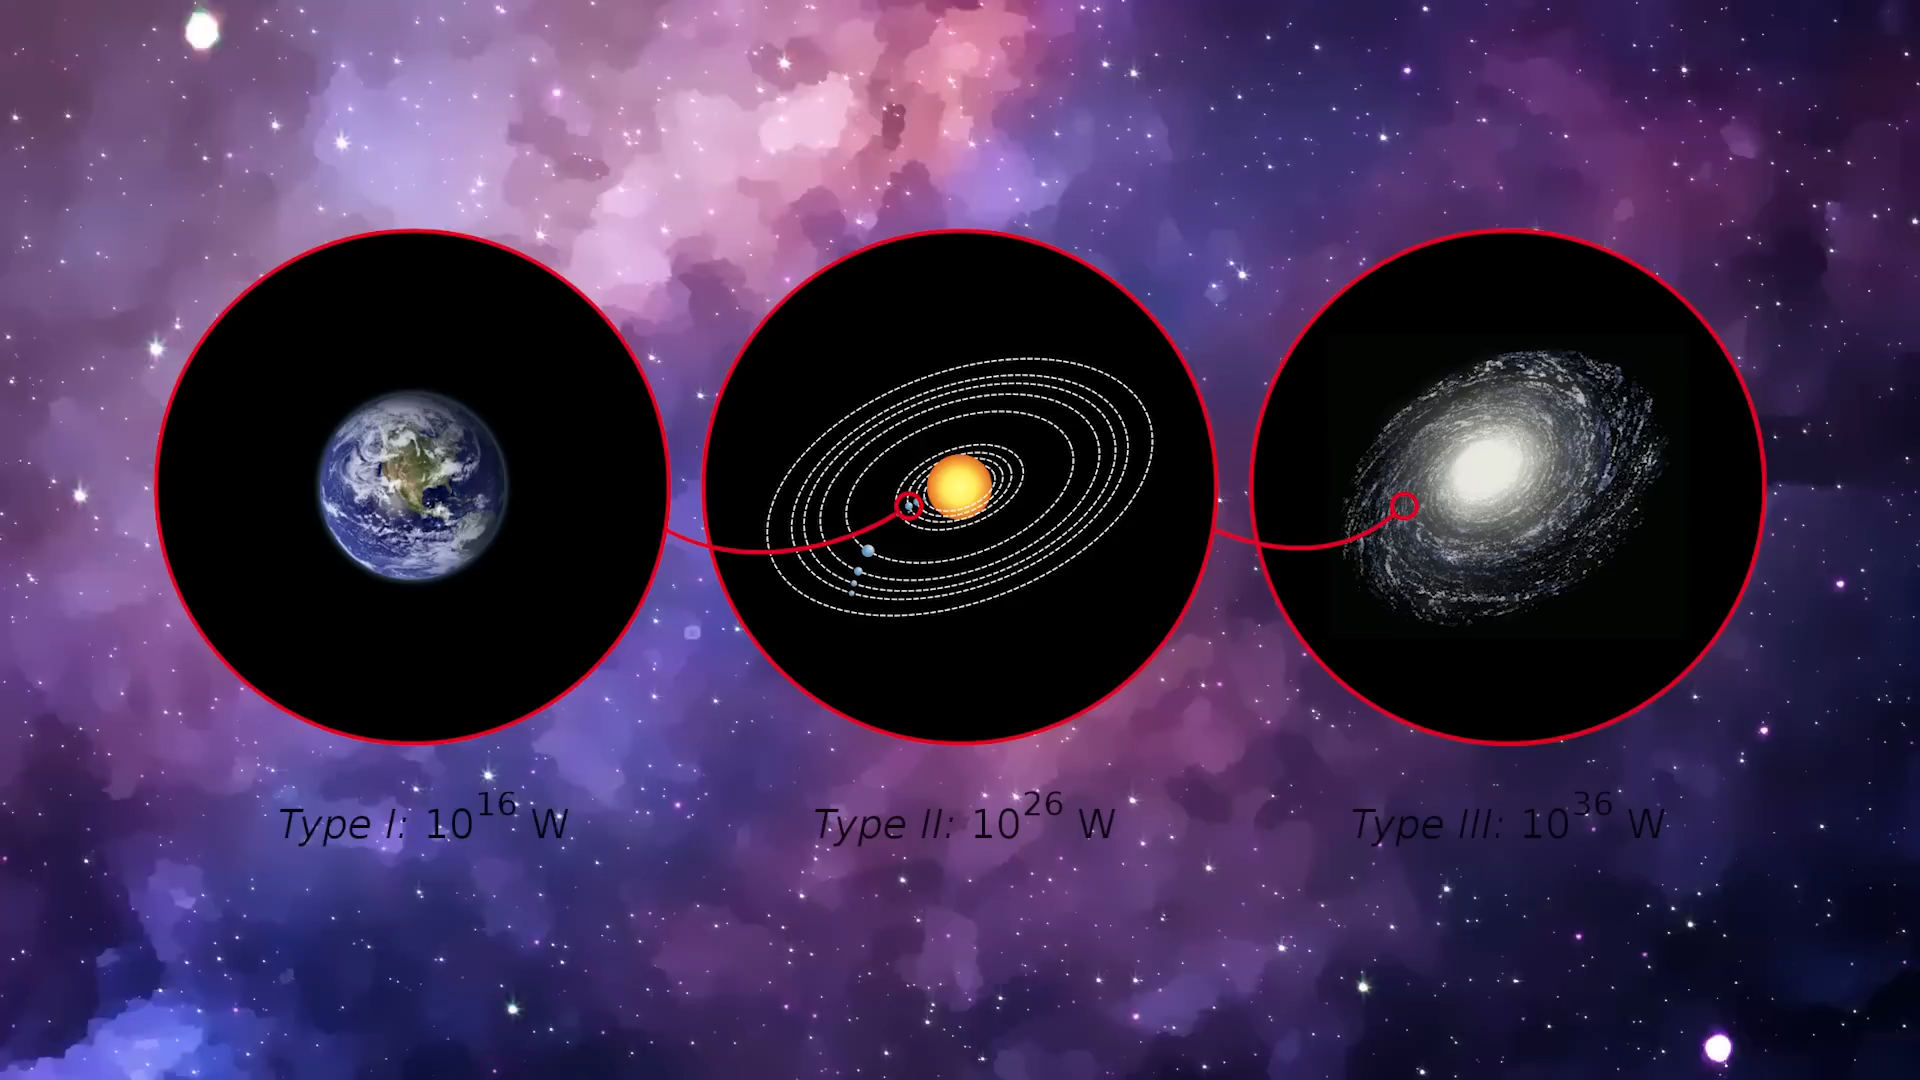 Type I: 10¹⁶ W
Type II: 10²⁶ W
Type III: 10³⁶ W